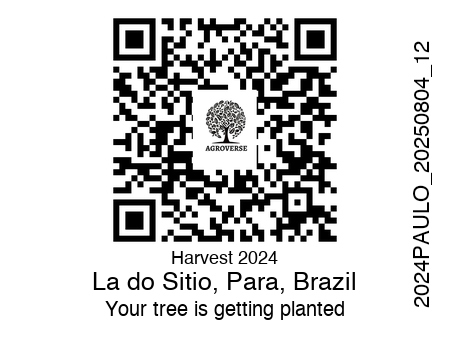 AGROVERSE
Harvest 2024
La do Sitio, Para, Brazil
Your tree is getting planted
2024PAULO_20250804_12